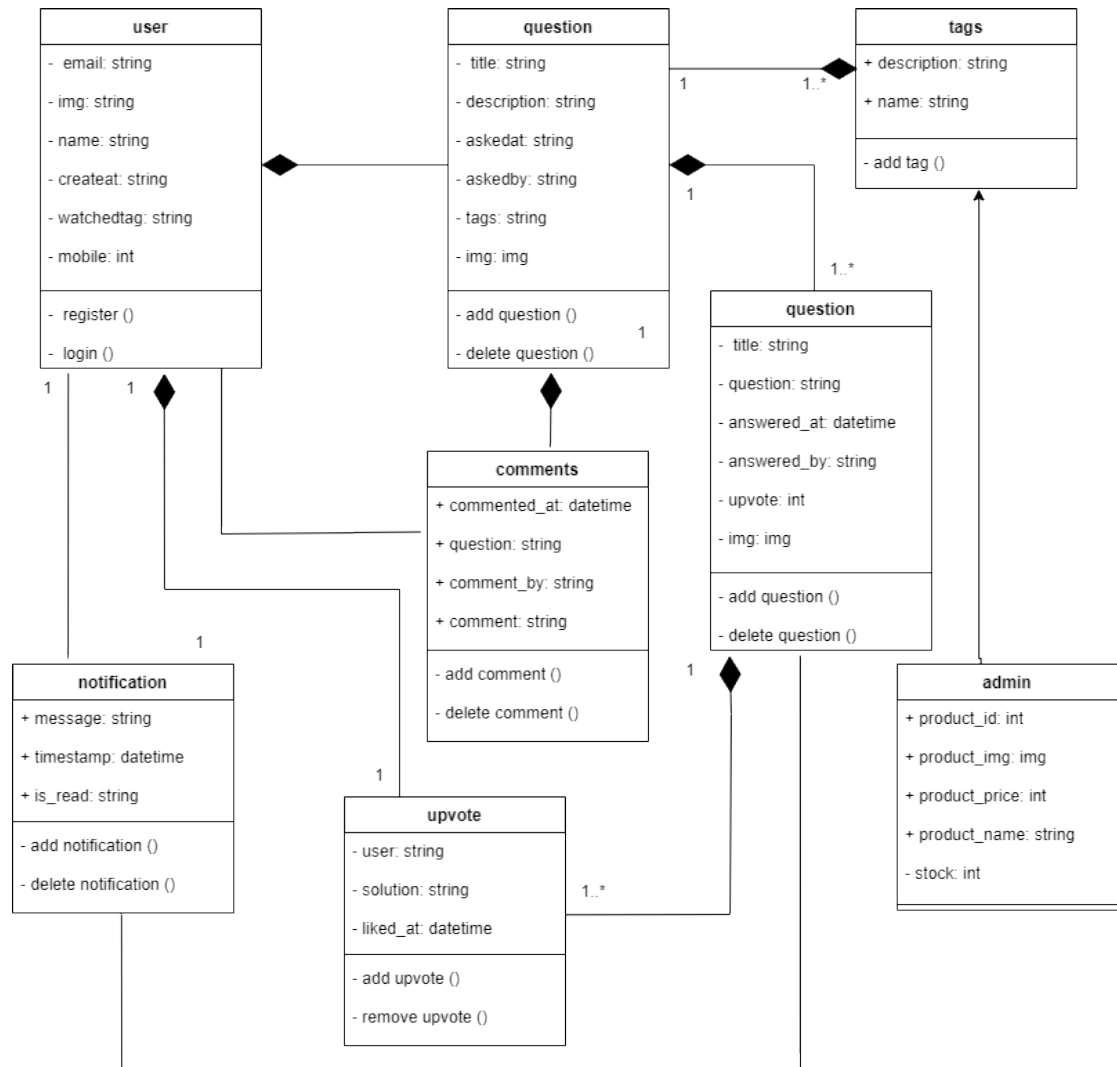 user
- email: string
- img: string
- name: string
- createat: string
- watchedtag: string
- mobile: int
- register ()
- login ()
1
1
question
- title: string
- description: string
- askedat: string
- askedby: string
- tags: string
- img: img
- add question ()
1
- delete question ()
tags
+ description: string
+ name: string
- add tag ()
1
1..*
1
1..*
question
- title: string
- question: string
- answered_at: datetime
- answered_by: string
- upvote: int
- img: img
- add question ()
- delete question ()
1
comments
+ commented_at: datetime
+ question: string
+ comment_by: string
+ comment: string
- add comment ()
- delete comment ()
1
notification
+ message: string
+ timestamp: datetime
+ is_read: string
- add notification ()
- delete notification ()
1
upvote
- user: string
- solution: string
- liked_at: datetime
- add upvote ()
- remove upvote ()
1..*
admin
+ product_id: int
+ product_img: img
+ product_price: int
+ product_name: string
- stock: int